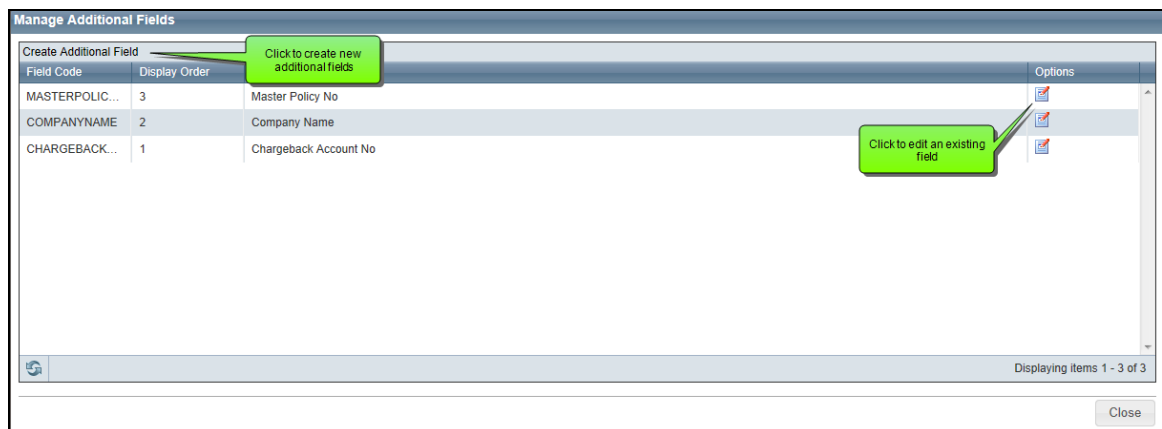 Manage Additional Fields
Create Additional Field
Click to create new
additional fields
Field Code Display Order Options
MASTERPOLIC... 3 Master Policy No
COMPANYNAME 2 Company Name
CHARGEBACK... 1 Chargeback Account No
Click to edit an existing
field
Displaying items 1 - 3 of 3
Close